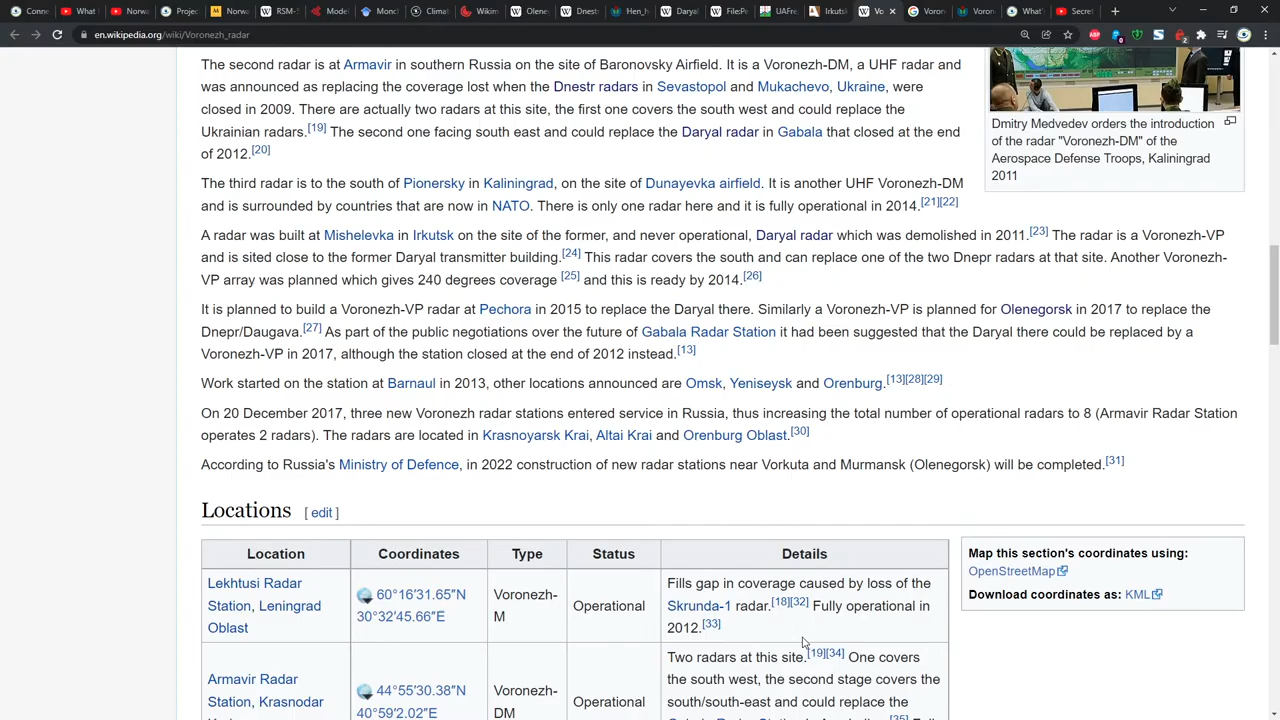 Conne
What
Norwa
Project
Norwa
RSM-
Model
Monc
Climat
Wikin
Olene
Dnest
Hen_H
Darya
FilePe
UAFre
Irkuts
Vo
Voron
Voron
What'
Secre
en.wikipedia.org/wiki/Voronezh_radar
The second radar is at Armavir in southern Russia on the site of Baronovsky Airfield. It is a Voronezh-DM, a UHF radar and
was announced as replacing the coverage lost when the Dnestr radars in Sevastopol and Mukachevo, Ukraine, were
closed in 2009. There are actually two radars at this site, the first one covers the south west and could replace the
Ukrainian radars.[19] The second one facing south east and could replace the Daryal radar in Gabala that closed at the end
of 2012.[20]
Dmitry Medvedev orders the introduction
of the radar "Voronezh-DM" of the
Aerospace Defense Troops, Kaliningrad
2011
The third radar is to the south of Pionersky in Kaliningrad, on the site of Dunayevka airfield. It is another UHF Voronezh-DM
and is surrounded by countries that are now in NATO. There is only one radar here and it is fully operational in 2014.[21][22]
A radar was built at Mishelevka in Irkutsk on the site of the former, and never operational, Daryal radar which was demolished in 2011.[23] The radar is a Voronezh-VP
and is sited close to the former Daryal transmitter building.[24] This radar covers the south and can replace one of the two Dnepr radars at that site. Another Voronezh-
VP array was planned which gives 240 degrees coverage [25] and this is ready by 2014.[26]
It is planned to build a Voronezh-VP radar at Pechora in 2015 to replace the Daryal there. Similarly a Voronezh-VP is planned for Olenegorsk in 2017 to replace the
Dnepr/Daugava.[27] As part of the public negotiations over the future of Gabala Radar Station it had been suggested that the Daryal there could be replaced by a
Voronezh-VP in 2017, although the station closed at the end of 2012 instead.[13]
Work started on the station at Barnaul in 2013, other locations announced are Omsk, Yeniseysk and Orenburg.[13][28][29]
On 20 December 2017, three new Voronezh radar stations entered service in Russia, thus increasing the total number of operational radars to 8 (Armavir Radar Station
operates 2 radars). The radars are located in Krasnoyarsk Krai, Altai Krai and Orenburg Oblast.[30]
According to Russia's Ministry of Defence, in 2022 construction of new radar stations near Vorkuta and Murmansk (Olenegorsk) will be completed.[31]
Locations [ edit ]
Location Coordinates Type Status Details
Lekhtusi Radar
Station, Leningrad
Oblast
60°16′31.65″N
30°32′45.66″E
Voronezh-
M
Operational
Fills gap in coverage caused by loss of the
Skrunda-1 radar.[18][32] Fully operational in
2012.[33]
Armavir Radar
Station, Krasnodar
44°55′30.38″N
40°59′2.02″E
Voronezh-
DM
Operational
Two radars at this site.[19][34] One covers
the south west, the second stage covers the
south/south-east and could replace the
Map this section's coordinates using:
OpenStreetMap
Download coordinates as: KML